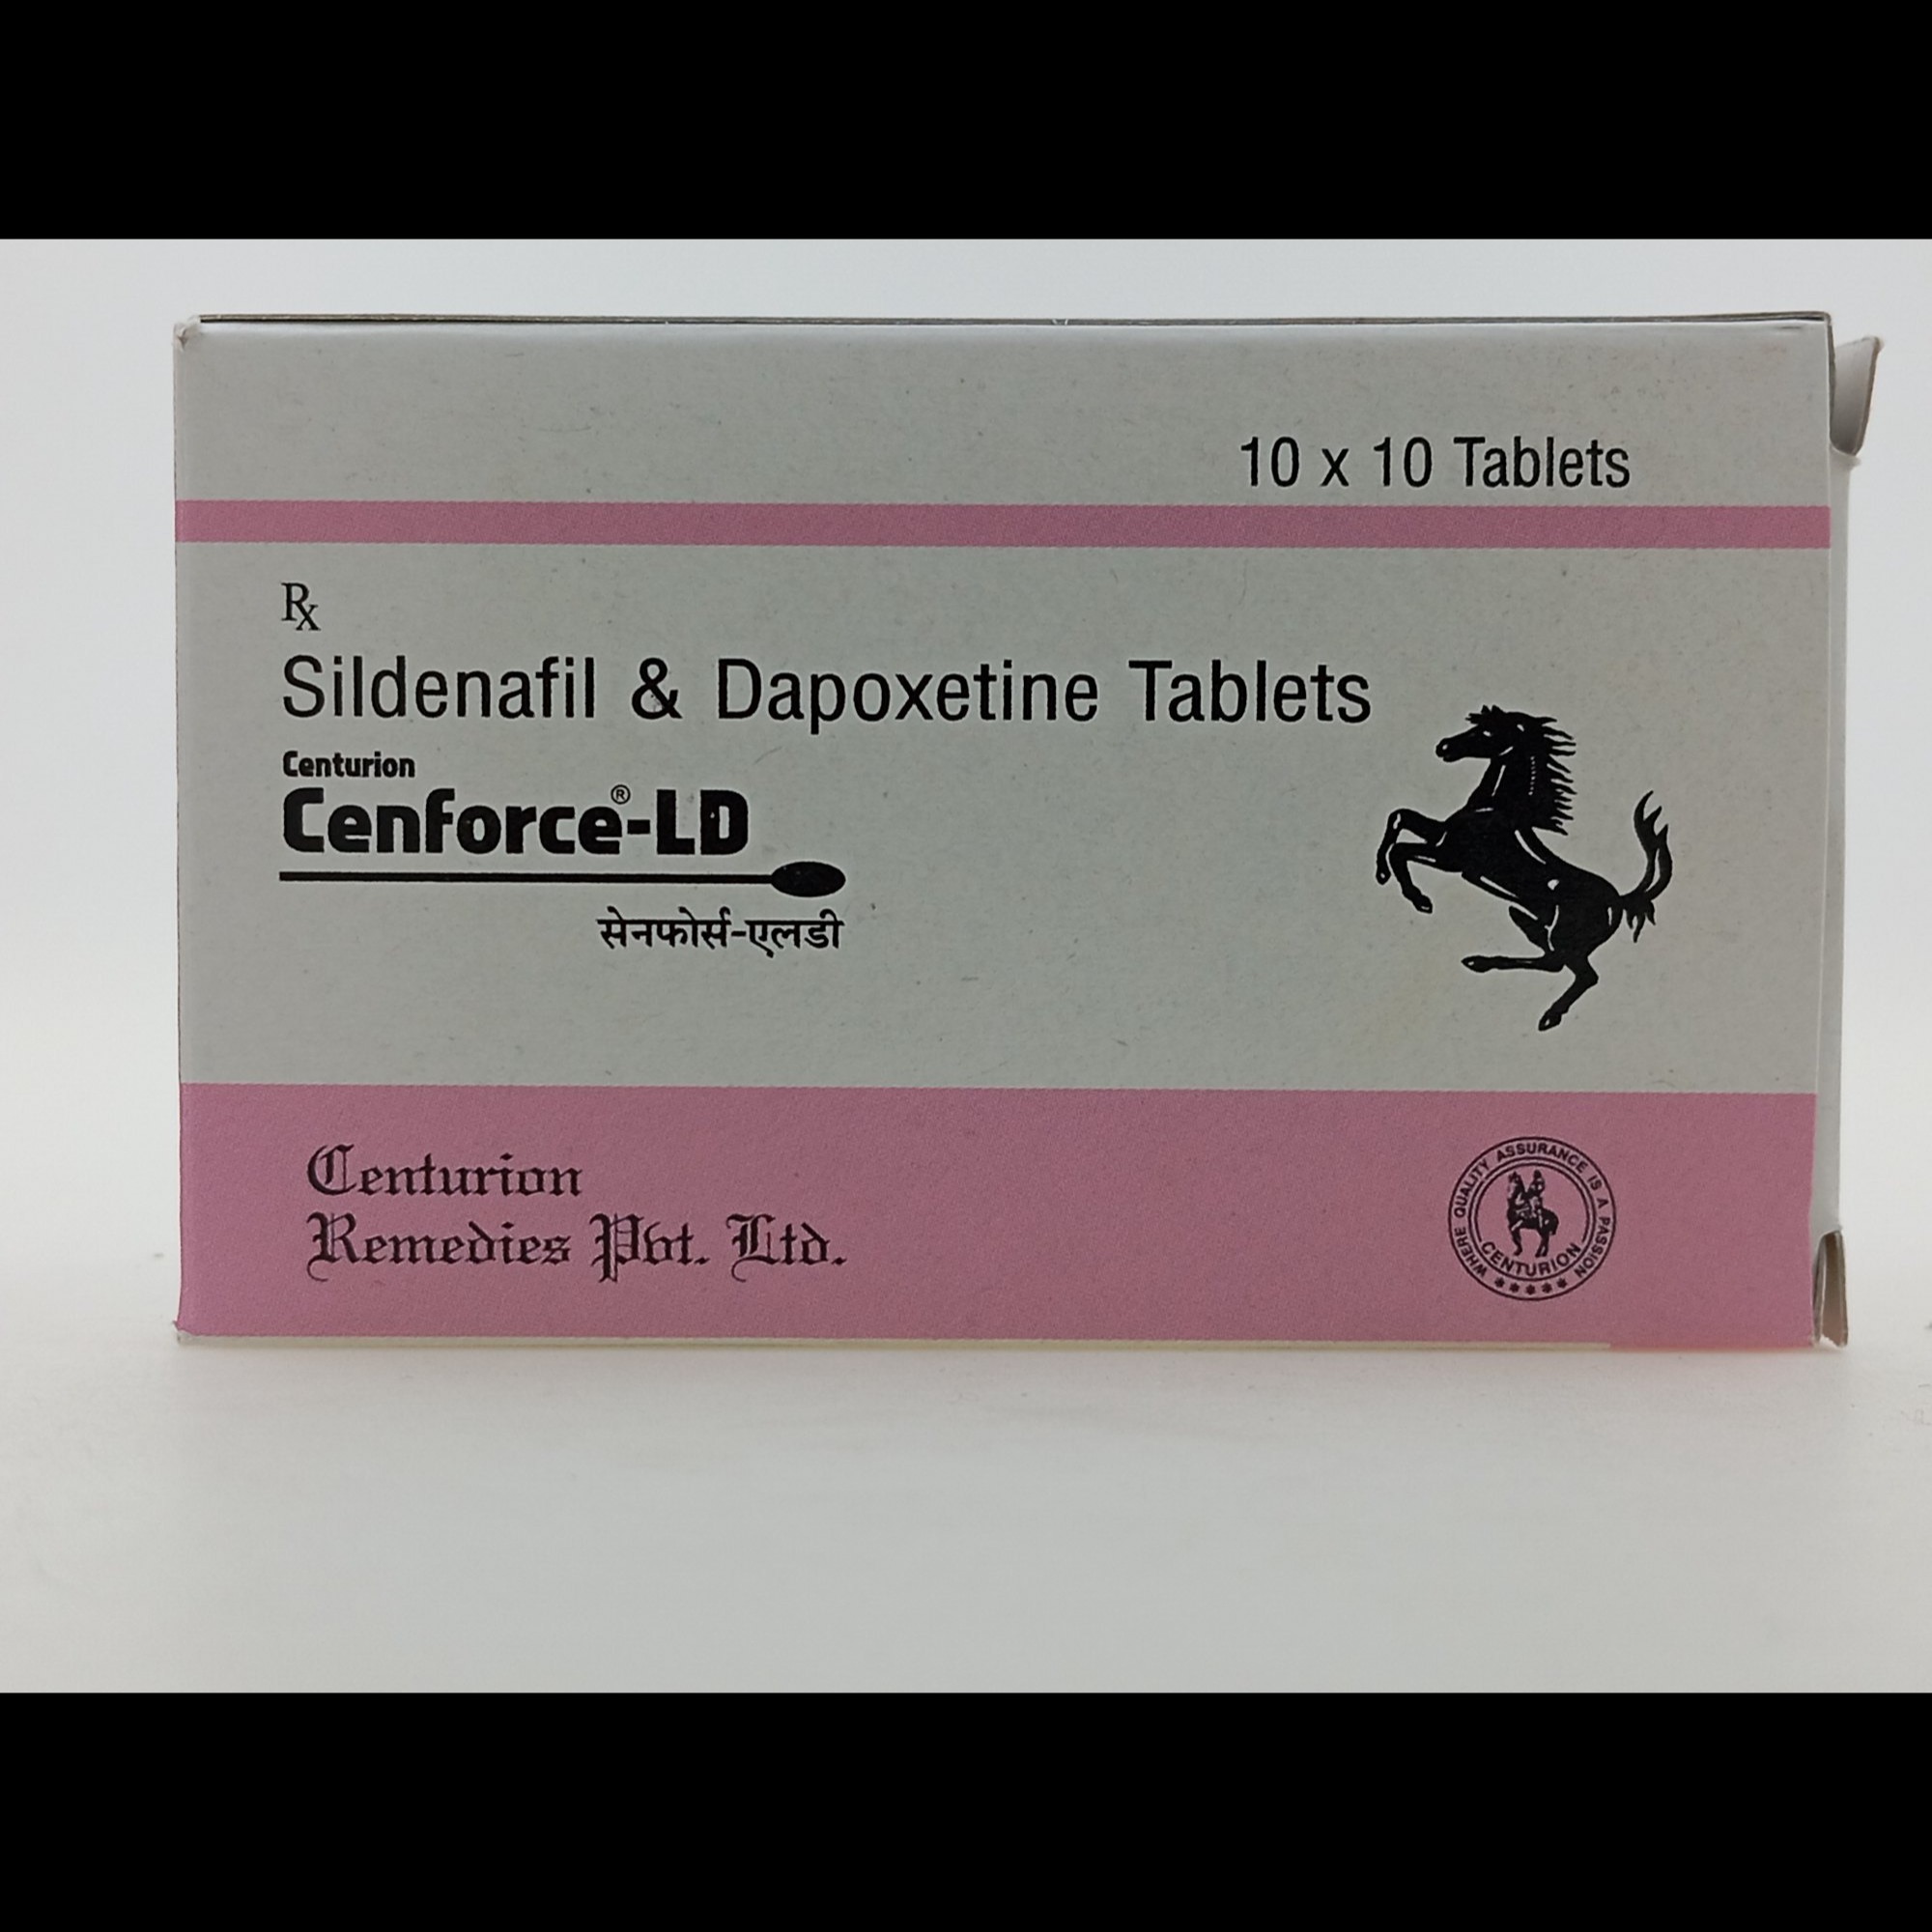 10 x 10 Tablets
Rx
Sildenafil & Dapoxetine Tablets
Centurion
Cenforce®-LD
सेनफोर्स-एलडी
Centurion
Remedies Pvt. Ltd.
WHERE QUALITY ASSURANCE IS A PASSION
CENTURION